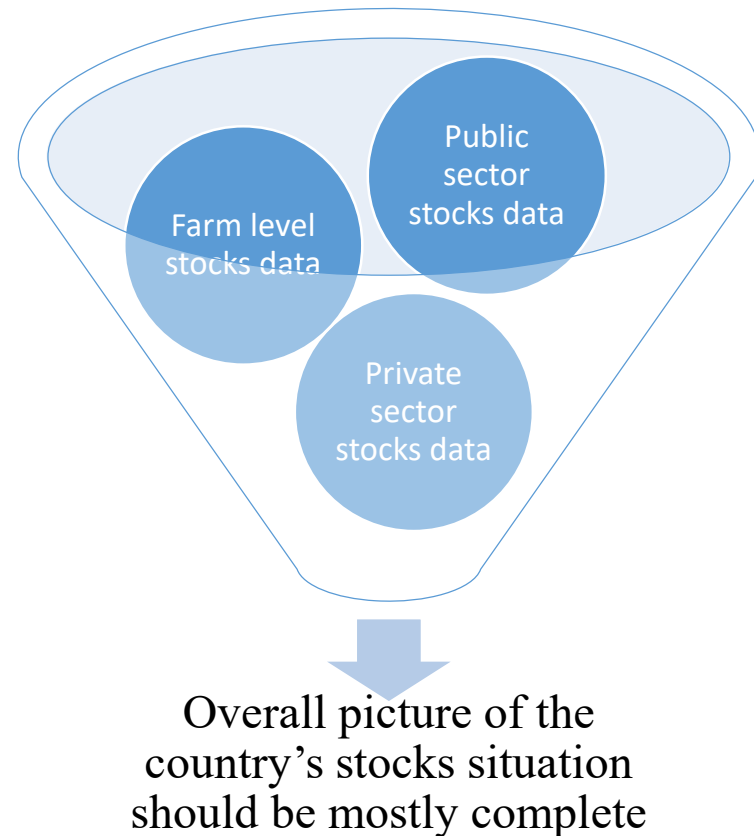 Public
sector
stocks data
Farm level
stocks data
Private
sector
stocks data
Overall picture of the
country’s stocks situation
should be mostly complete